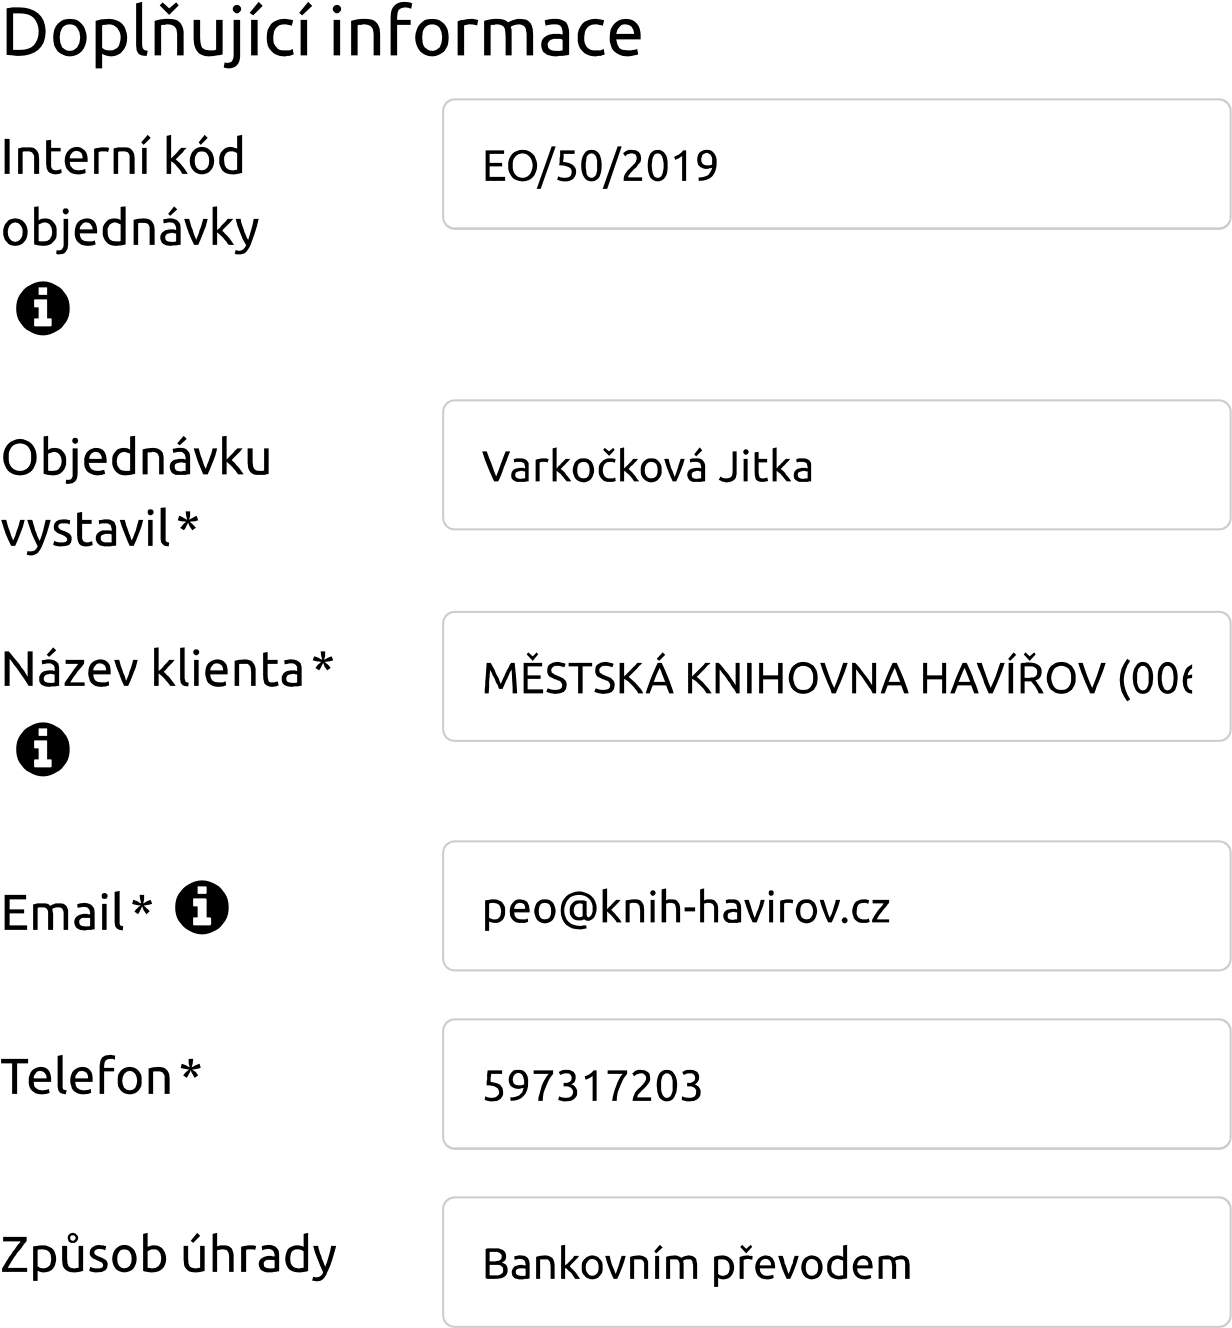 Doplňující informace
Interní kód
objednávky
EO/50/2019
Objednávku
vystavil*
Varkočková Jitka
Název klienta*
MĚSTSKÁ KNIHOVNA HAVÍŘOV
Email*
peo@knih-havirov.cz
Telefon*
597317203
Způsob úhrady
Bankovním převodem